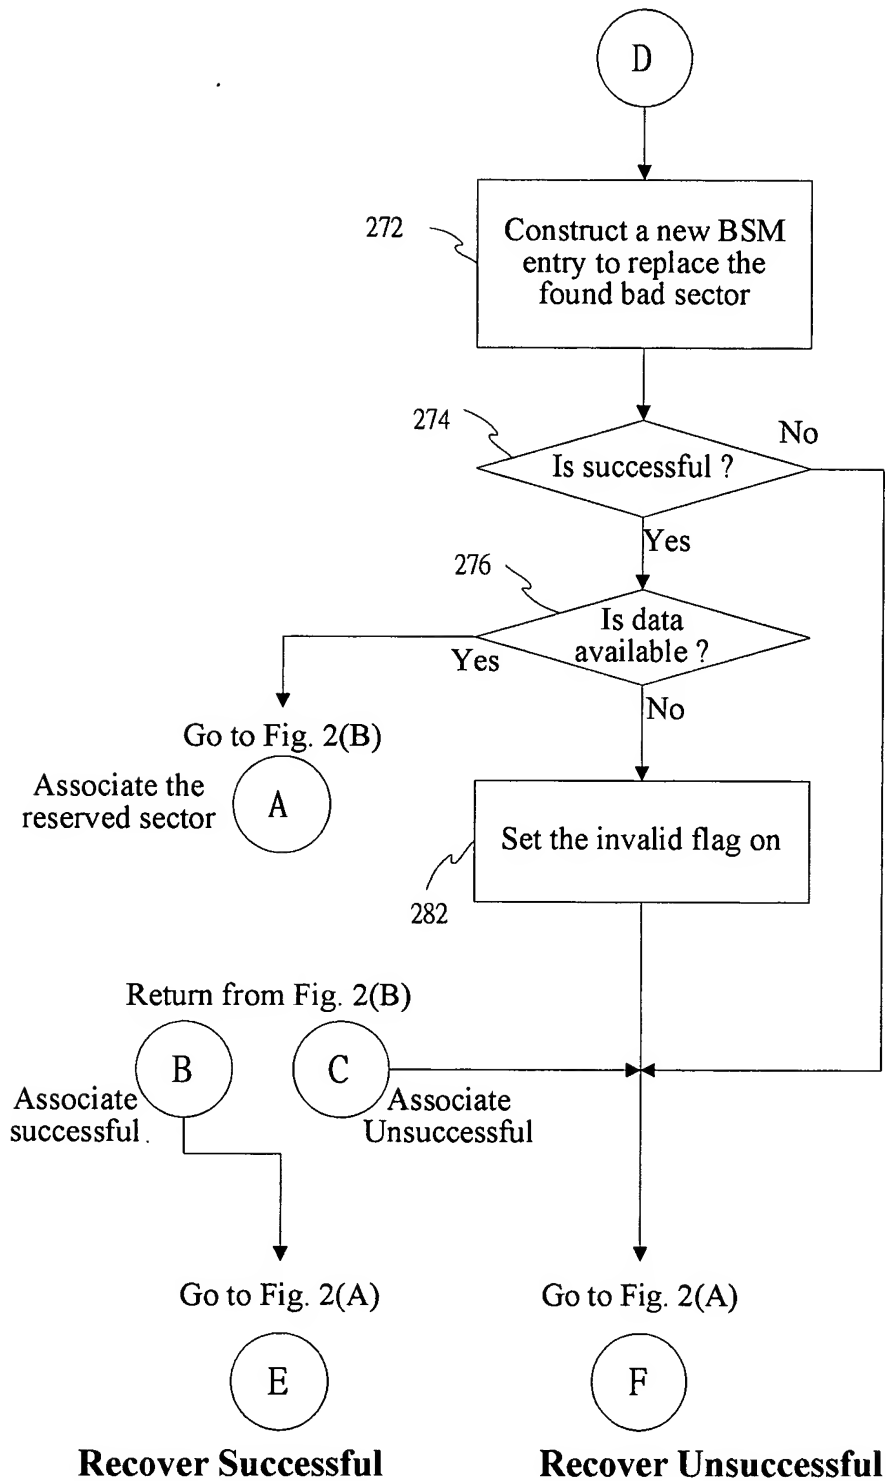 D
272
Construct a new BSM
entry to replace the
found bad sector
274
No
Is successful ?
Yes
276
Is data
available ?
Yes
No
Go to Fig. 2(B)
Associate the
reserved sector
A
Set the invalid flag on
282
Return from Fig. 2(B)
B
C
Associate
successful.
Associate
Unsuccessful
Go to Fig. 2(A)
Go to Fig. 2(A)
E
F
Recover Successful
Recover Unsuccessful